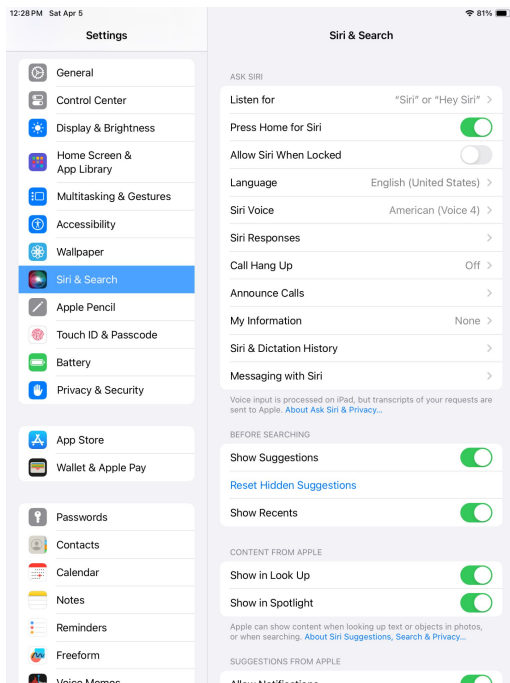 12:28 PM Sat Apr 5
81%
Settings
General
Control Center
Display & Brightness
Home Screen &
App Library
Multitasking & Gestures
Accessibility
Wallpaper
Siri & Search
Apple Pencil
Touch ID & Passcode
Battery
Privacy & Security
App Store
Wallet & Apple Pay
Passwords
Contacts
Calendar
Notes
Reminders
Freeform
Voice Memos
Siri & Search
ASK SIRI
Listen for “Siri” or “Hey Siri”
Press Home for Siri
Allow Siri When Locked
Language English (United States)
Siri Voice American (Voice 4)
Siri Responses
Call Hang Up Off
Announce Calls
My Information None
Siri & Dictation History
Messaging with Siri
Voice input is processed on iPad, but transcripts of your requests are
sent to Apple. About Ask Siri & Privacy...
BEFORE SEARCHING
Show Suggestions
Reset Hidden Suggestions
Show Recents
CONTENT FROM APPLE
Show in Look Up
Show in Spotlight
Apple can show content when looking up text or objects in photos,
or when searching. About Siri Suggestions, Search & Privacy...
SUGGESTIONS FROM APPLE
Allow Notifications